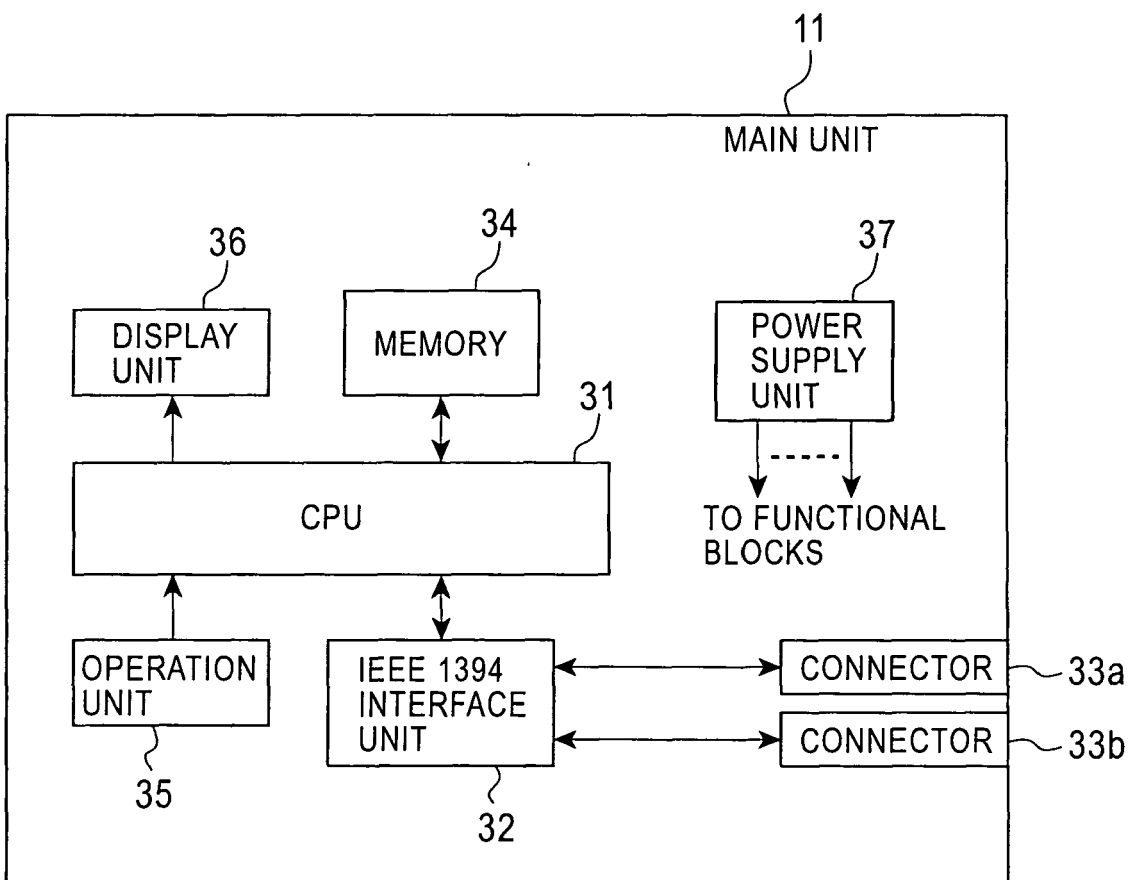 11
MAIN UNIT
36
34
37
DISPLAY
UNIT
MEMORY
POWER
SUPPLY
UNIT
31
CPU
TO FUNCTIONAL
BLOCKS
OPERATION
UNIT
IEEE 1394
INTERFACE
UNIT
CONNECTOR
33a
CONNECTOR
33b
35
32